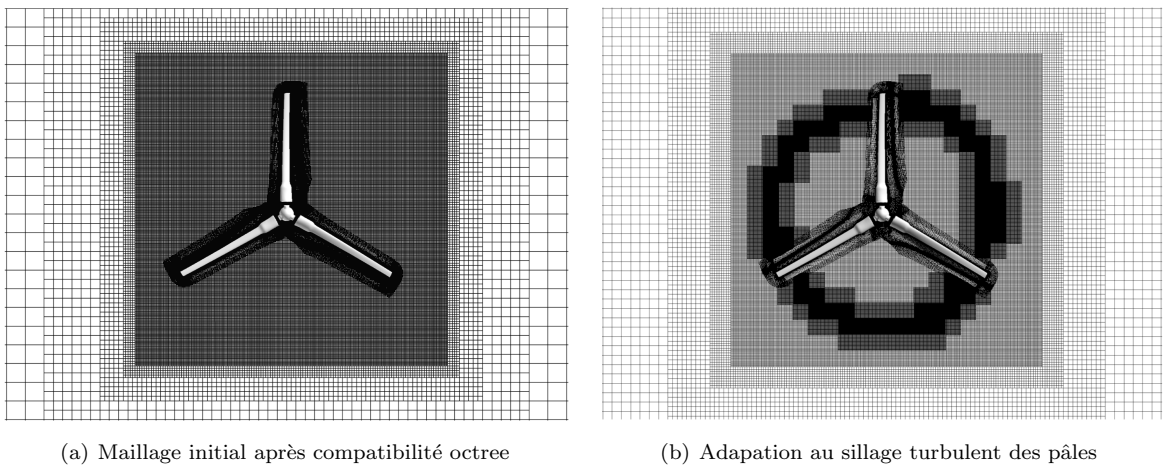 (a) Maillage initial après compatibilité octree
(b) Adapation au sillage turbulent des pâles